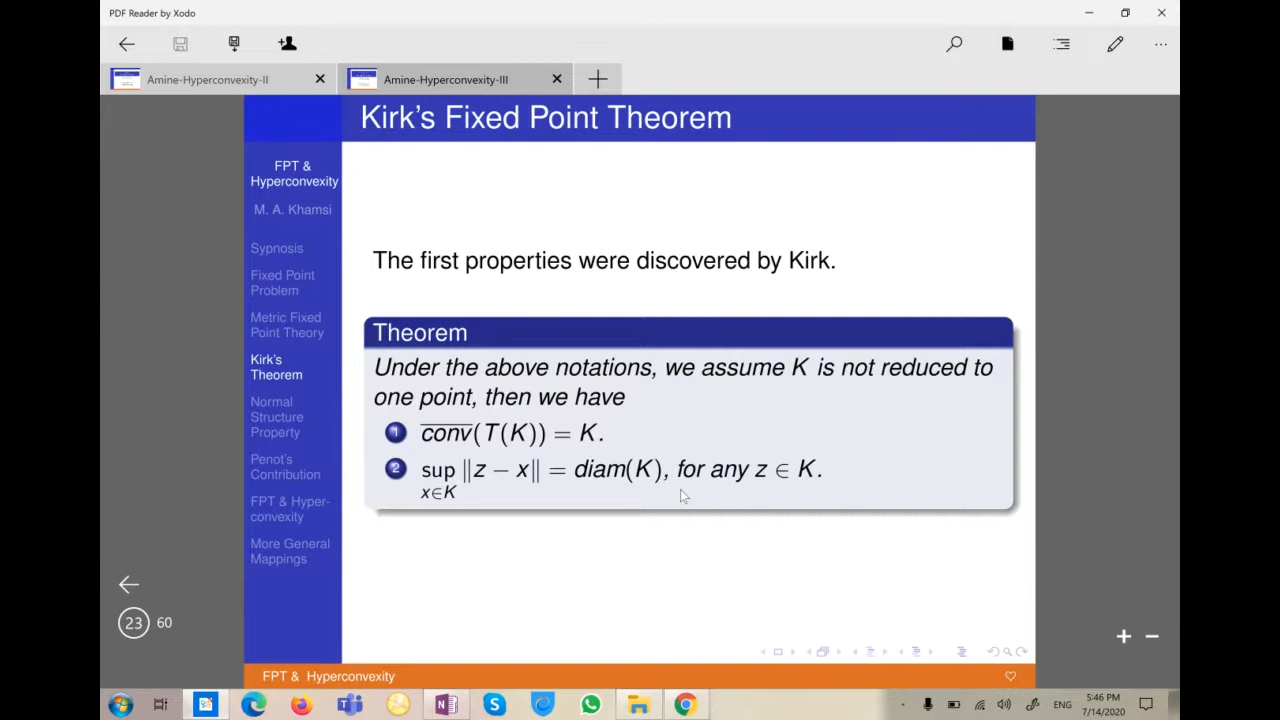 PDF Reader by Xodo
Amine-Hyperconvexity-II
Amine-Hyperconvexity-III
Kirk's Fixed Point Theorem
FPT &
Hyperconvexity
M. A. Khamsi
Sypnosis
Fixed Point
Problem
Metric Fixed
Point Theory
Kirk's
Theorem
Normal
Structure
Property
Penot's
Contribution
FPT & Hyper-
convexity
More General
Mappings
The first properties were discovered by Kirk.
Theorem
Under the above notations, we assume K is not reduced to
one point, then we have
1 \overline{conv}(T(K)) = K.
2 sup ‖z − x‖ = diam(K), for any z ∈ K.
x∈K
23 60
FPT & Hyperconvexity
ENG
5:46 PM
7/14/2020